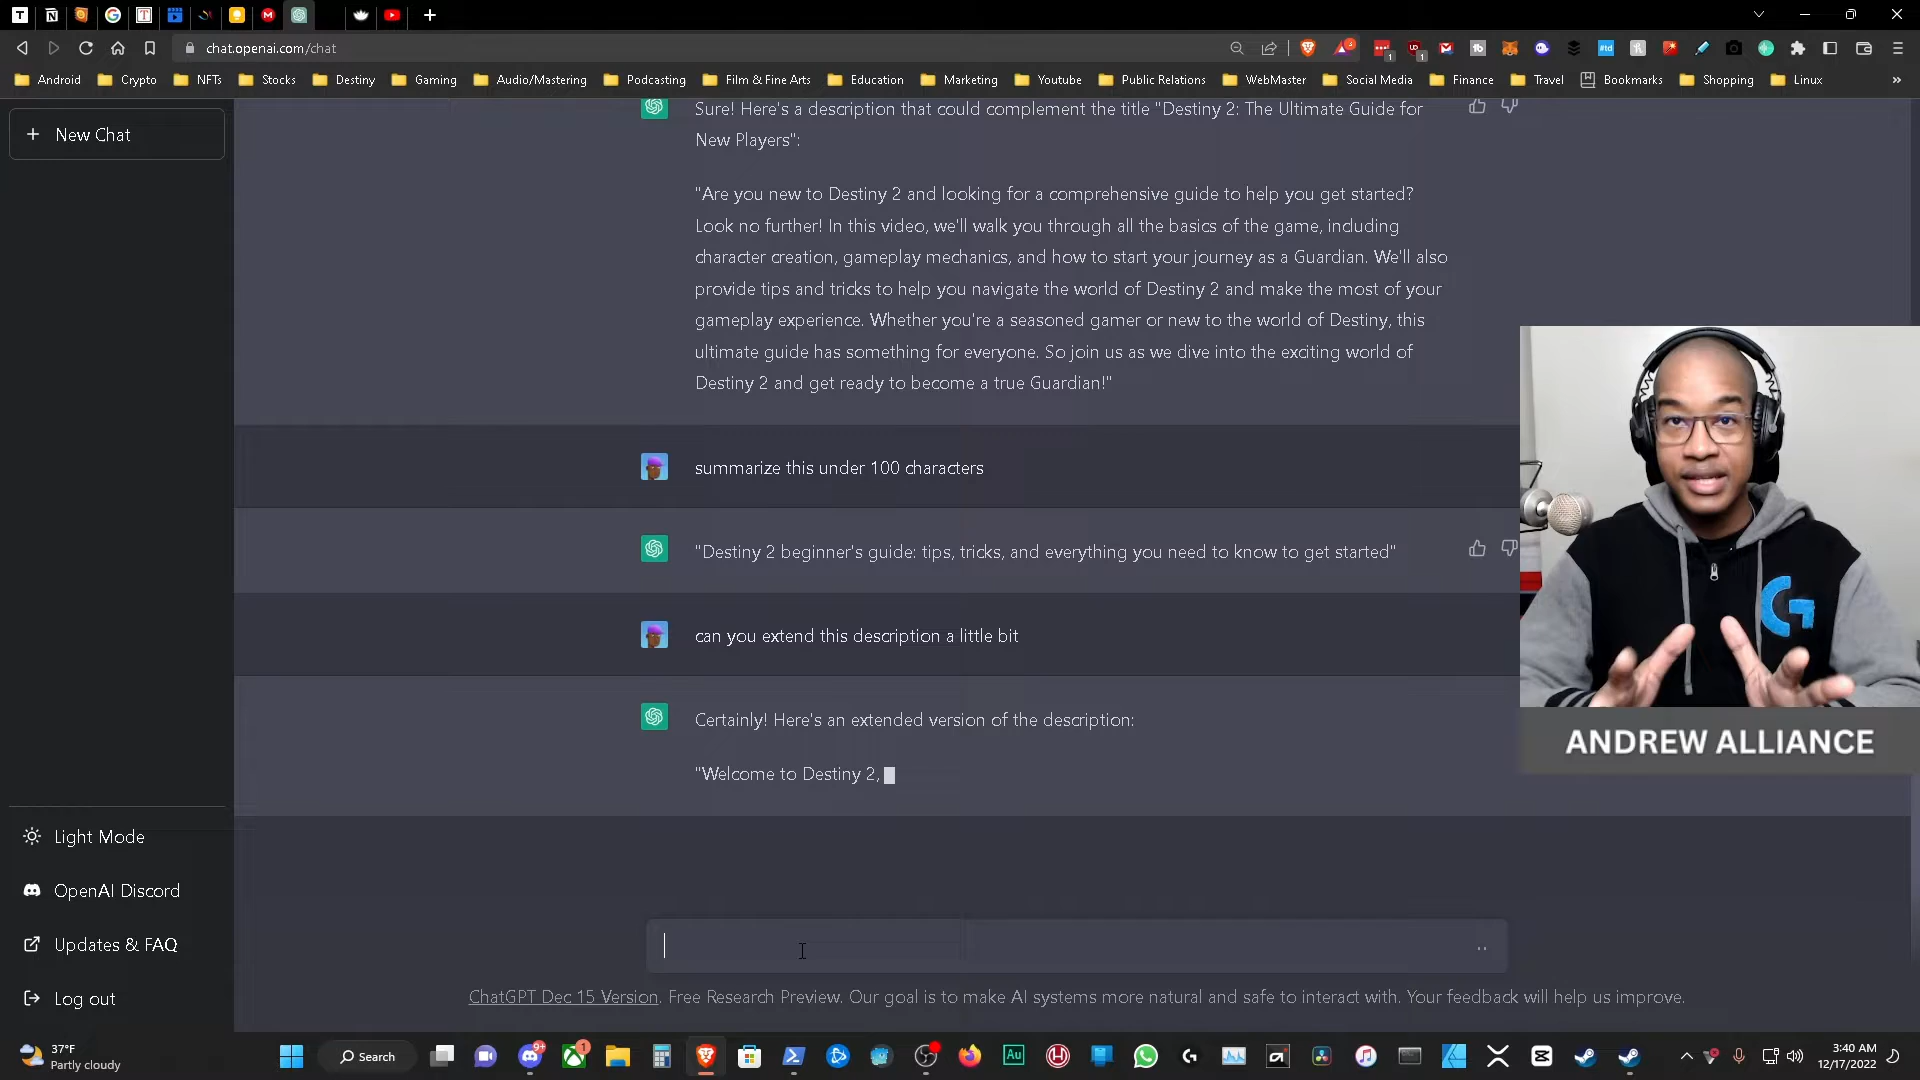 chat.openai.com/chat
Android Crypto NFTs Stocks Destiny Gaming Audio/Mastering Podcasting Film & Fine Arts Education Marketing Youtube Public Relations WebMaster Social Media Finance Travel Bookmarks Shopping Linux
New Chat
Sure! Here's a description that could complement the title "Destiny 2: The Ultimate Guide for
New Players":
"Are you new to Destiny 2 and looking for a comprehensive guide to help you get started?
Look no further! In this video, we'll walk you through all the basics of the game, including
character creation, gameplay mechanics, and how to start your journey as a Guardian. We'll also
provide tips and tricks to help you navigate the world of Destiny 2 and make the most of your
gameplay experience. Whether you're a seasoned gamer or new to the world of Destiny, this
ultimate guide has something for everyone. So join us as we dive into the exciting world of
Destiny 2 and get ready to become a true Guardian!"
summarize this under 100 characters
"Destiny 2 beginner's guide: tips, tricks, and everything you need to know to get started"
can you extend this description a little bit
Certainly! Here's an extended version of the description:
"Welcome to Destiny 2,
ANDREW ALLIANCE
Light Mode
OpenAI Discord
Updates & FAQ
Log out
ChatGPT Dec 15 Version. Free Research Preview. Our goal is to make AI systems more natural and safe to interact with. Your feedback will help us improve.
37°F
Partly cloudy
Search
3:40 AM
12/17/2022